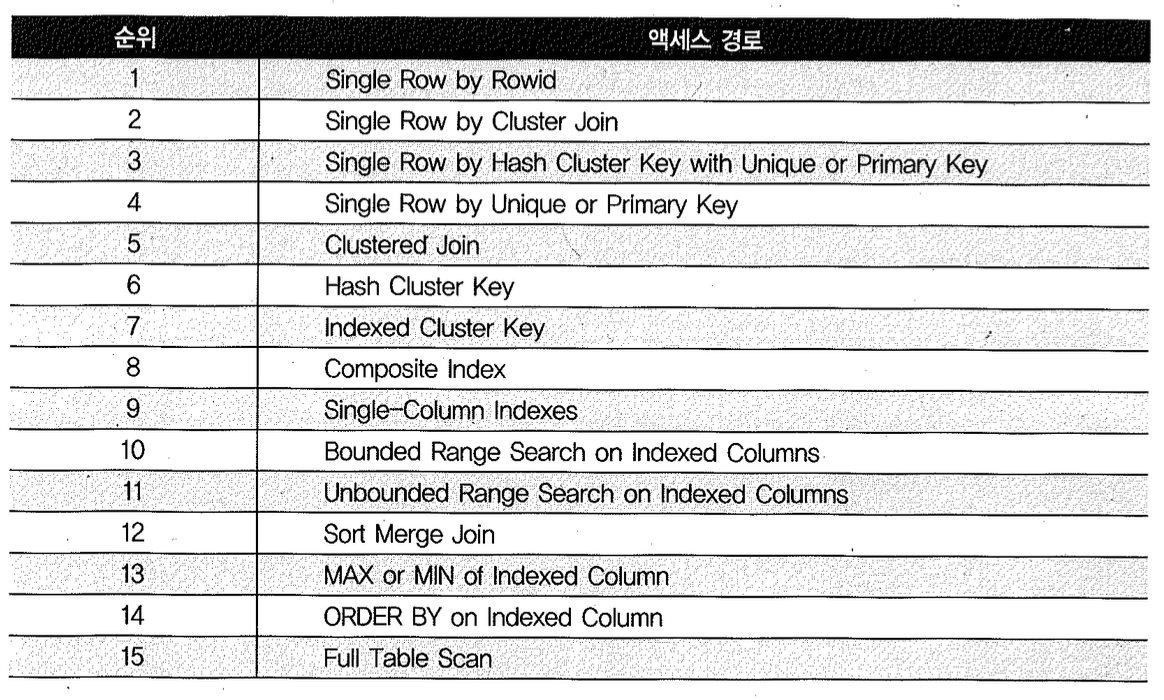 순위 액세스 경로
1 Single Row by Rowid
2 Single Row by Cluster Join
3 Single Row by Hash Cluster Key with Unique or Primary Key
4 Single Row by Unique or Primary Key
5 Clustered Join
6 Hash Cluster Key
7 Indexed Cluster Key
8 Composite Index
9 Single-Column Indexes
10 Bounded Range Search on Indexed Columns
11 Unbounded Range Search on Indexed Columns
12 Sort Merge Join
13 MAX or MIN of Indexed Column
14 ORDER BY on Indexed Column
15 Full Table Scan